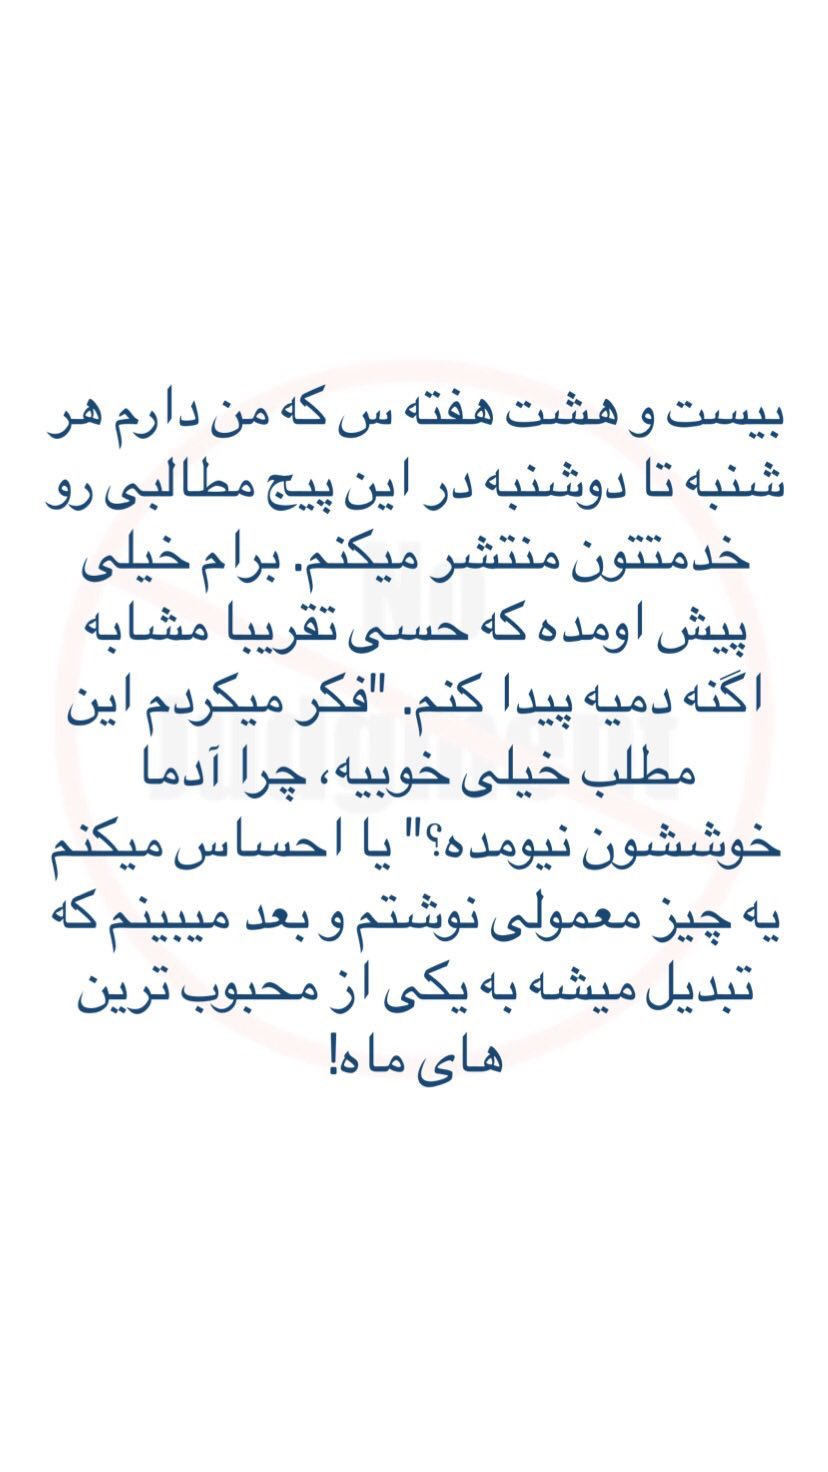 بیست و هشت هفته س که من دارم هر
شنبه تا دوشنبه در این پیج مطالبی رو
خدمتتون منتشر میکنم. برام خیلی
پیش اومده که حسی تقریبا مشابه
اگنه دمیه پیدا کنم. "فکر میکردم این
مطلب خیلی خوبیه، چرا آدما
خوششون نیومده؟" یا احساس میکنم
یه چیز معمولی نوشتم و بعد میبینم که
تبدیل میشه به یکی از محبوب ترین
های ماه!
No
Judgment